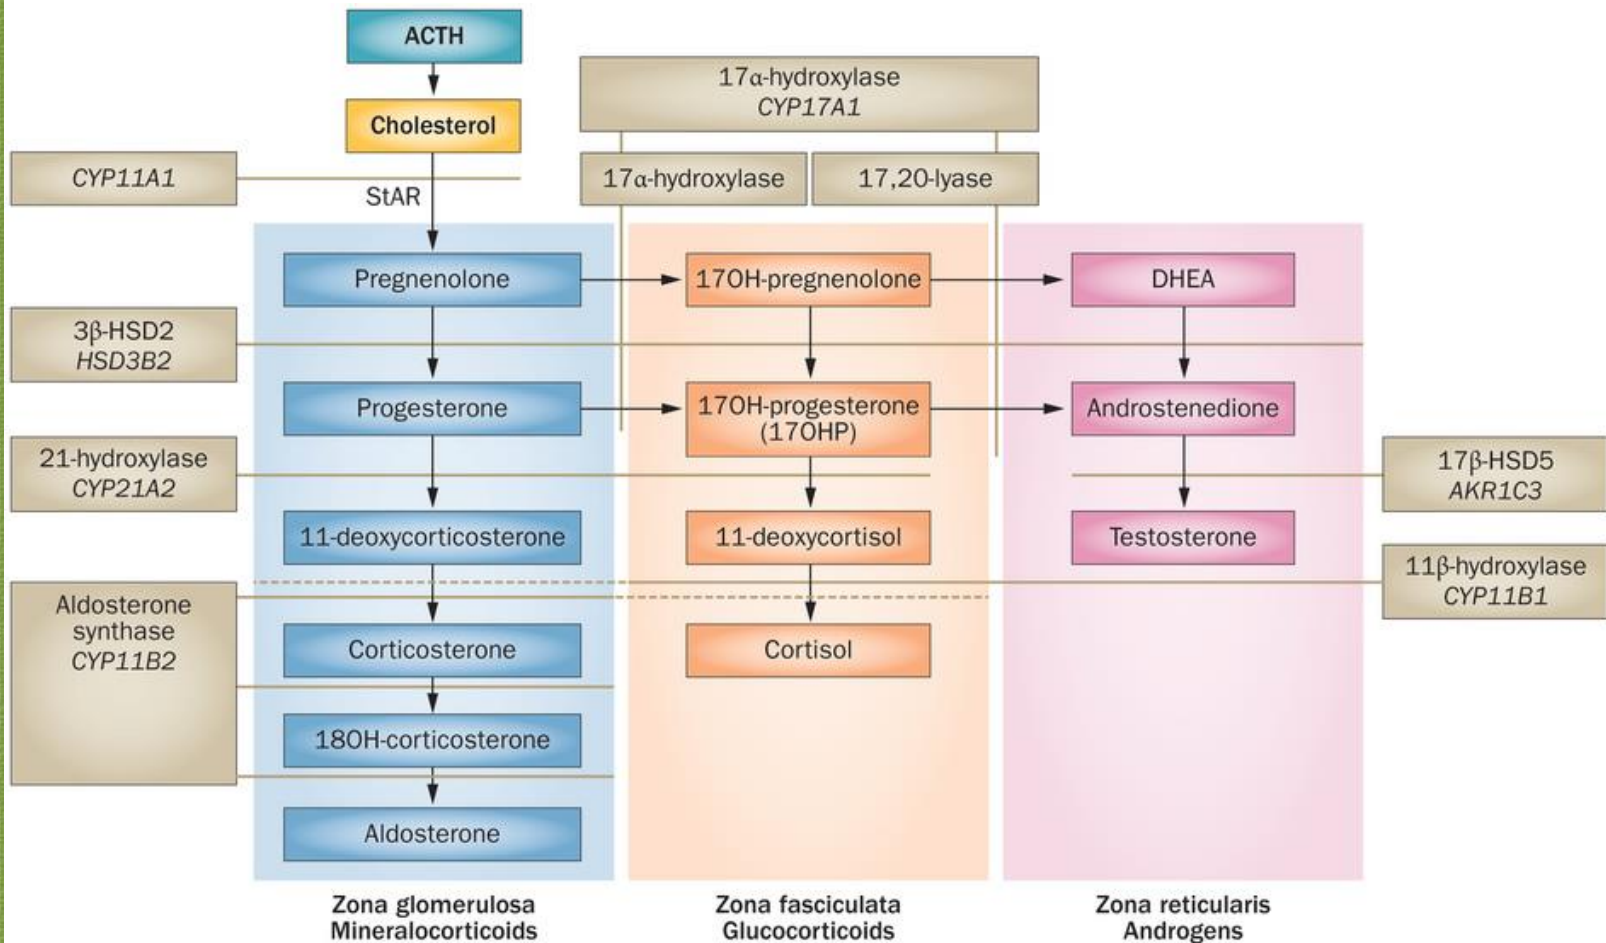 ACTH
Cholesterol
StAR
17α-hydroxylase
CYP17A1
17α-hydroxylase
17,20-lyase
CYP11A1
Pregnenolone
17OH-pregnenolone
DHEA
3β-HSD2
HSD3B2
Progesterone
17OH-progesterone
(17OHP)
Androstenedione
21-hydroxylase
CYP21A2
17β-HSD5
AKR1C3
11-deoxycorticosterone
11-deoxycortisol
Testosterone
11β-hydroxylase
CYP11B1
Aldosterone
synthase
CYP11B2
Corticosterone
Cortisol
18OH-corticosterone
Aldosterone
Zona glomerulosa
Mineralocorticoids
Zona fasciculata
Glucocorticoids
Zona reticularis
Androgens